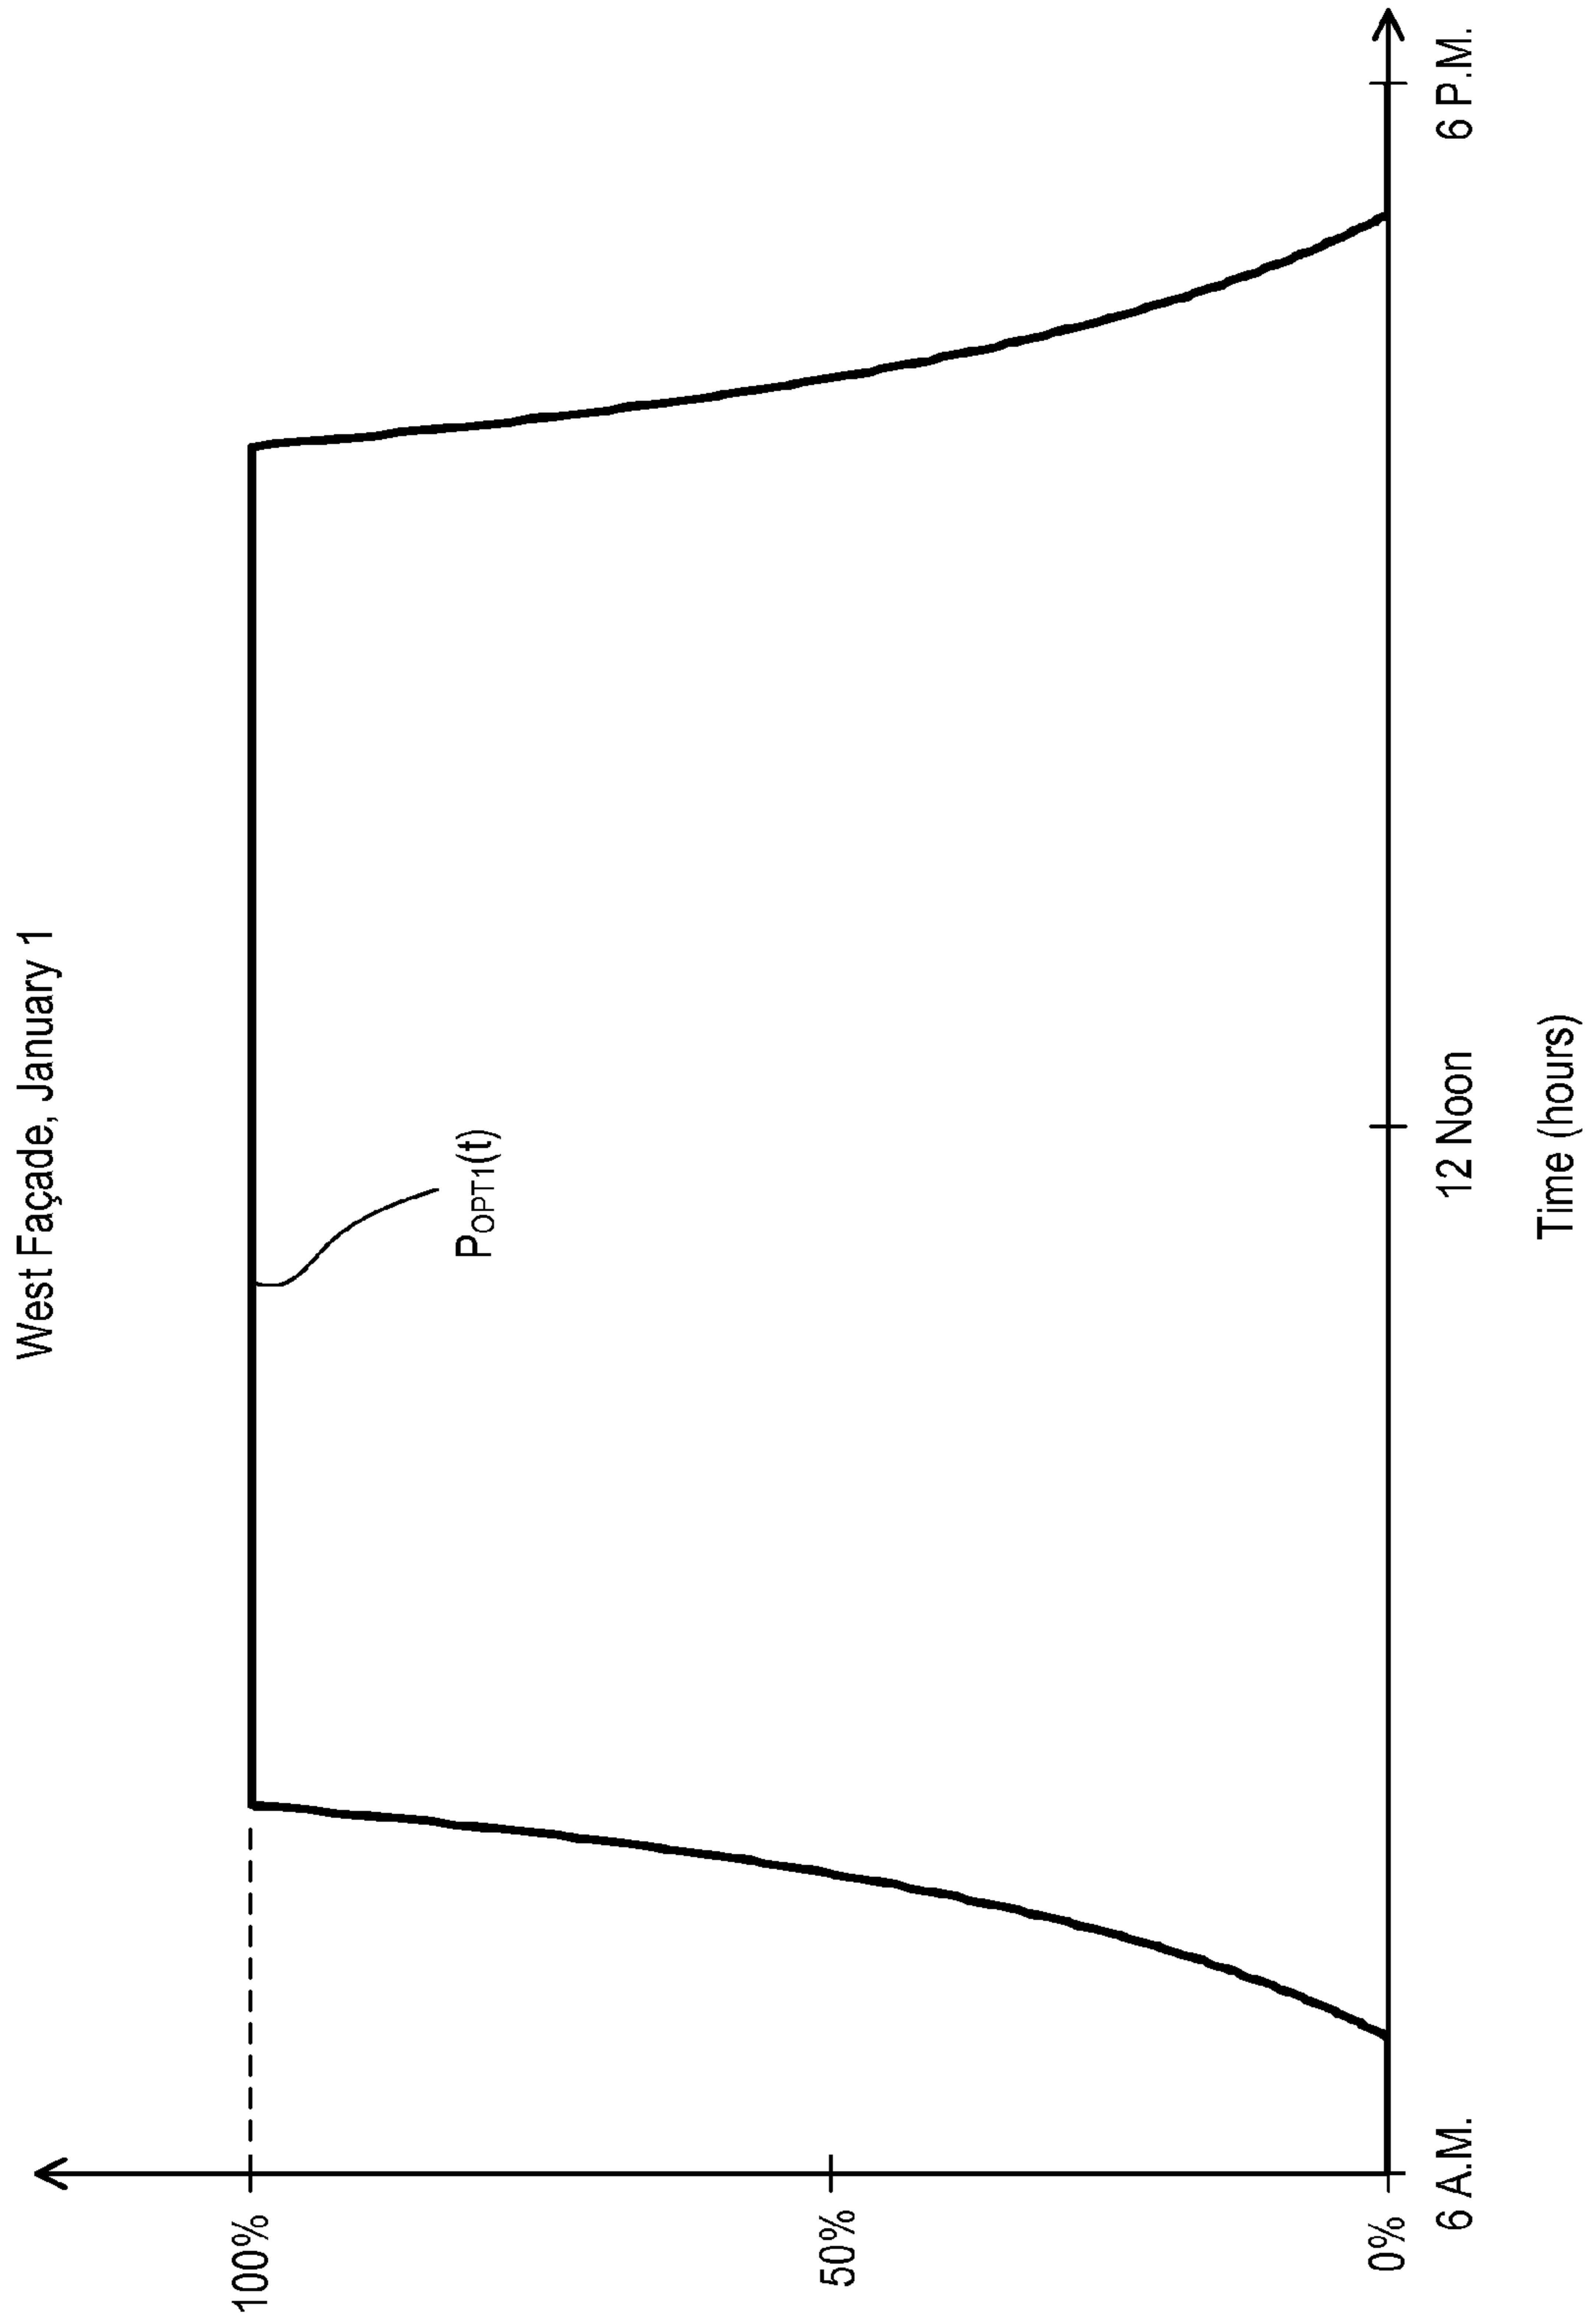 West Façade, January 1
100%
50%
0%
P_OPT1(t)
6 A.M.
12 Noon
6 P.M.
Time (hours)